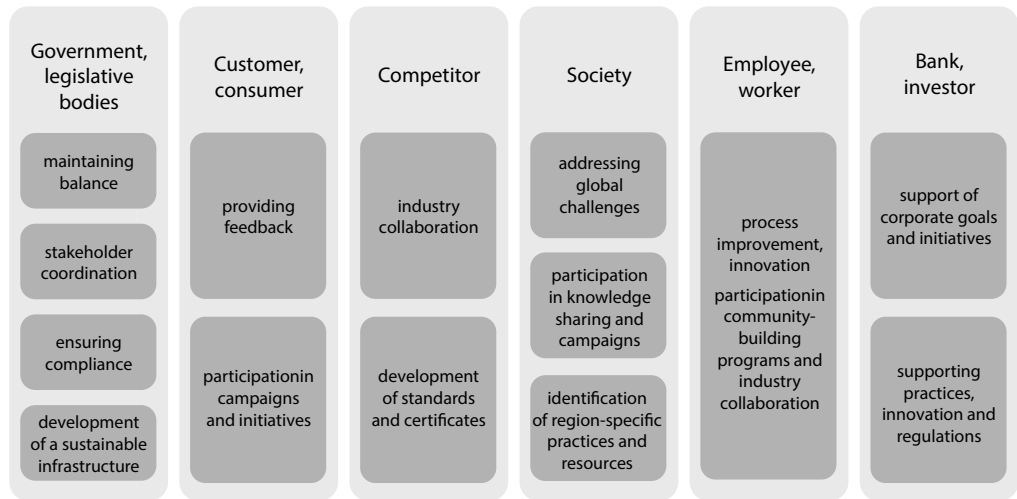 Government,
legislative
bodies
maintaining
balance
stakeholder
coordination
ensuring
compliance
development
of a sustainable
infrastructure
Customer,
consumer
providing
feedback
participationin
campaigns
and initiatives
Competitor
industry
collaboration
development
of standards
and certificates
Society
addressing
global
challenges
participation
in knowledge
sharing and
campaigns
identification
of region-specific
practices and
resources
Employee,
worker
process
improvement,
innovation
participationin
community-
building
programs and
industry
collaboration
Bank,
investor
support of
corporate goals
and initiatives
supporting
practices,
innovation and
regulations